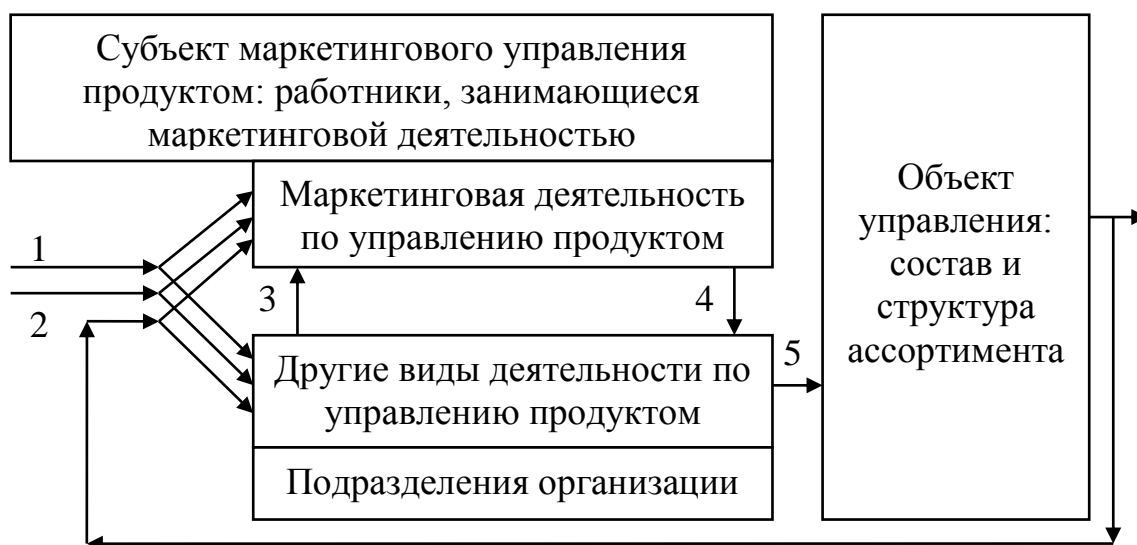 Субъект маркетингового управления
продуктом: работники, занимающиеся
маркетинговой деятельностью
Маркетинговая деятельность
по управлению продуктом
1
2
3
4
Другие виды деятельности по
управлению продуктом
5
Подразделения организации
Объект
управления:
состав и
структура
ассортимента